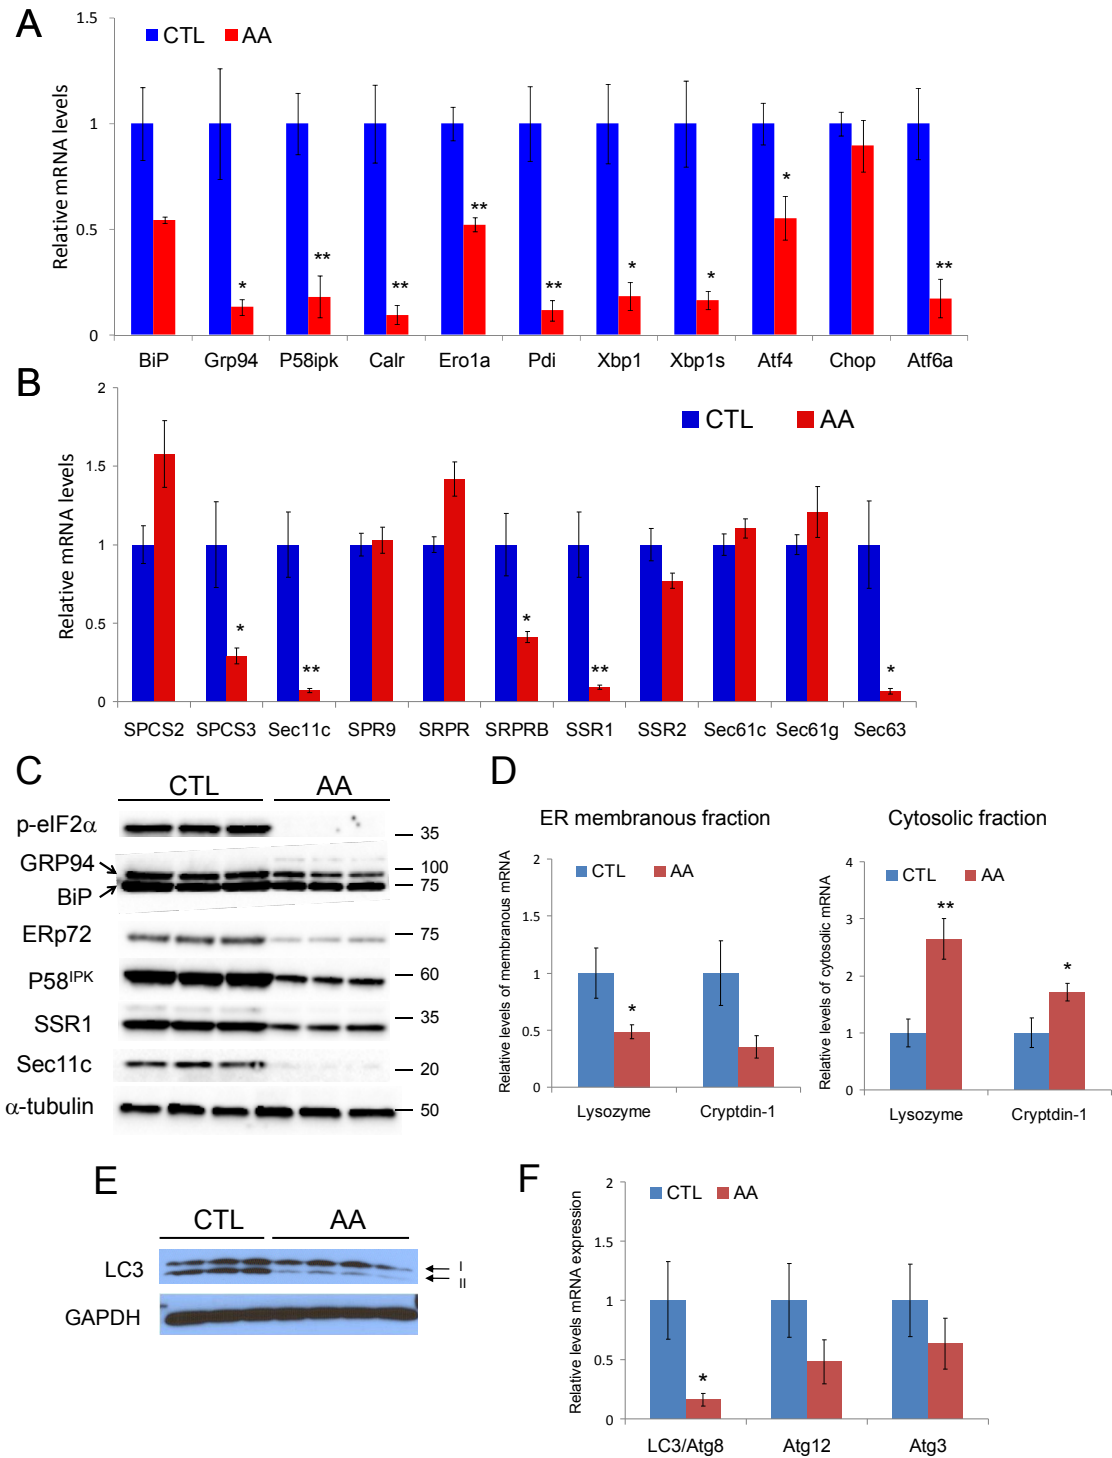 A
1.5
CTL AA
1
0.5
0
Relative mRNA levels
BiP Grp94 P58ipk Calr Ero1a Pdi Xbp1 Xbp1s Atf4 Chop Atf6a
* ** ** ** ** * * * **
B
2
CTL AA
1.5
1
0.5
0
Relative mRNA levels
* ** * ** *
SPCS2 SPCS3 Sec11c SPR9 SRPR SRPRB SSR1 SSR2 Sec61c Sec61g Sec63
C
CTL AA
p-eIF2α
35
GRP94
100
BiP
75
ERp72
75
P58IPK
60
SSR1
35
Sec11c
20
α-tubulin
50
D
ER membranous fraction
2
CTL AA
1.5
1
0.5
0
Relative levels of membranous mRNA
*
Lysozyme Cryptdin-1
Cytosolic fraction
4
CTL AA
3
2
1
0
Relative levels of cytosolic mRNA
** *
Lysozyme Cryptdin-1
E
CTL AA
LC3
I
II
GAPDH
F
2
CTL AA
1.5
1
0.5
0
Relative levels mRNA expression
*
LC3/Atg8 Atg12 Atg3